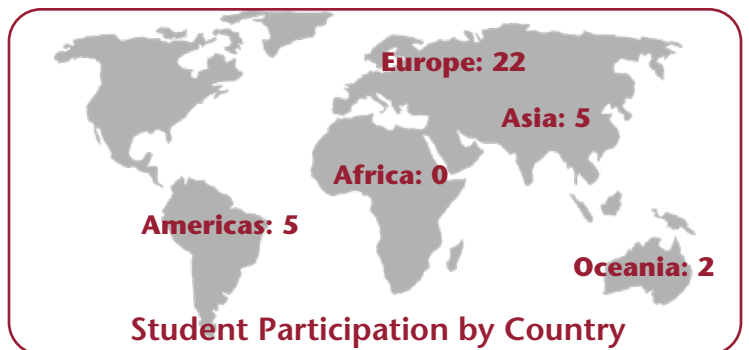 Europe: 22
Asia: 5
Africa: 0
Americas: 5
Oceania: 2
Student Participation by Country